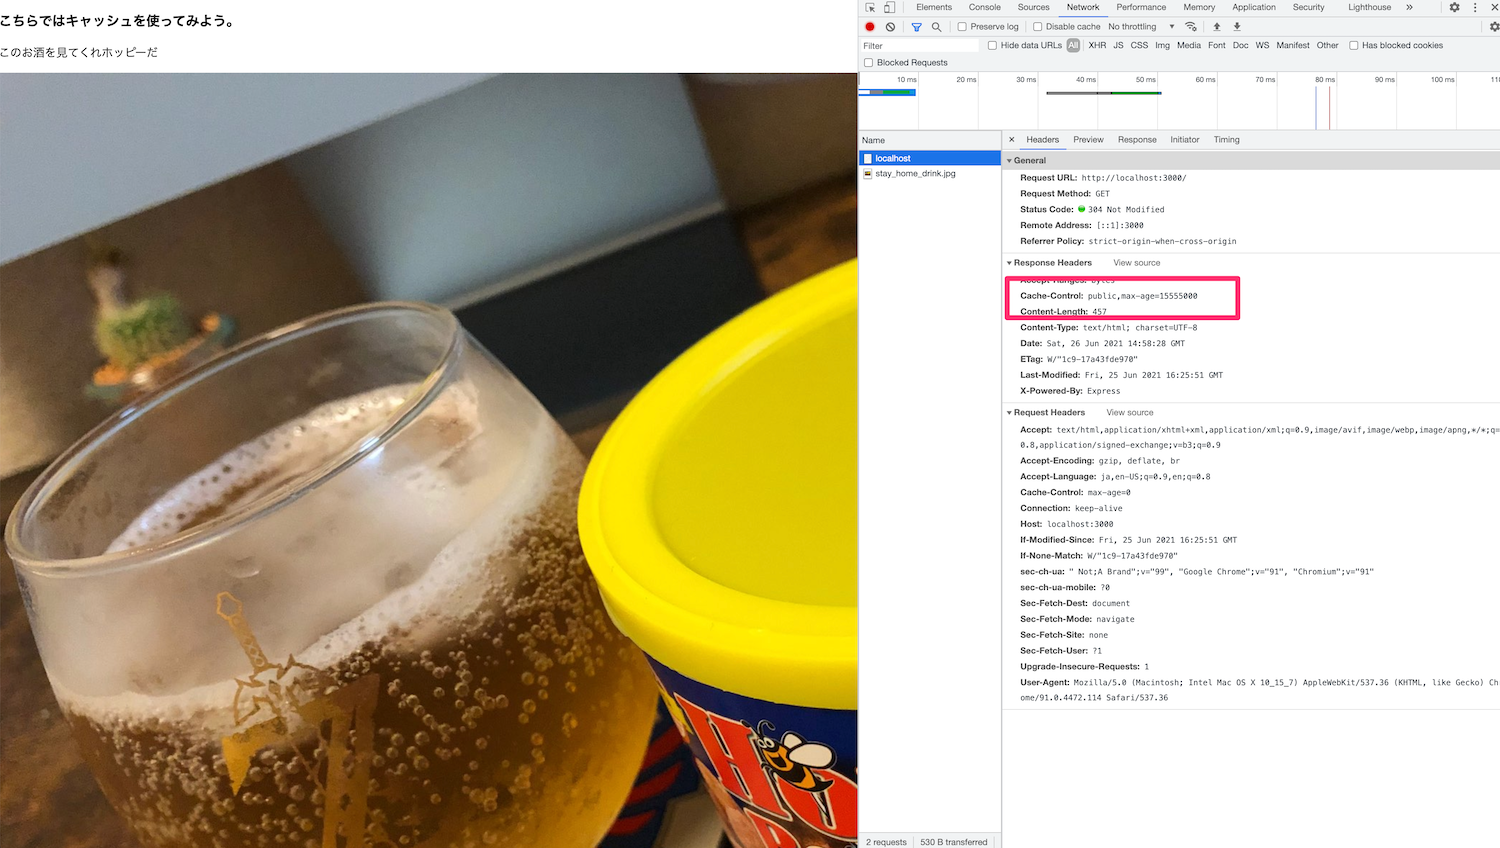 こちらではキャッシュを使ってみよう。
このお酒を見てくれホッピーだ
Elements Console Sources Network Performance Memory Application Security Lighthouse »
Preserve log Disable cache No throttling ▼
Filter Hide data URLs All XHR JS CSS Img Media Font Doc WS Manifest Other Has blocked cookies
Blocked Requests
10 ms 20 ms 30 ms 40 ms 50 ms 60 ms 70 ms 80 ms 90 ms 100 ms
Name
localhost
stay_home_drink.jpg
× Headers Preview Response Initiator Timing
▼ General
Request URL: http://localhost:3000/
Request Method: GET
Status Code: 304 Not Modified
Remote Address: [::1]:3000
Referrer Policy: strict-origin-when-cross-origin
▼ Response Headers View source
Accept-Ranges: bytes
Cache-Control: public,max-age=15555000
Content-Length: 457
Content-Type: text/html; charset=UTF-8
Date: Sat, 26 Jun 2021 14:58:28 GMT
ETag: W/"1c9-17a43fde970"
Last-Modified: Fri, 25 Jun 2021 16:25:51 GMT
X-Powered-By: Express
▼ Request Headers View source
Accept: text/html,application/xhtml+xml,application/xml;q=0.9,image/avif,image/webp,image/apng,*/*;q=
0.8,application/signed-exchange;v=b3;q=0.9
Accept-Encoding: gzip, deflate, br
Accept-Language: ja,en-US;q=0.9,en;q=0.8
Cache-Control: max-age=0
Connection: keep-alive
Host: localhost:3000
If-Modified-Since: Fri, 25 Jun 2021 16:25:51 GMT
If-None-Match: W/"1c9-17a43fde970"
sec-ch-ua: " Not;A Brand";v="99", "Google Chrome";v="91", "Chromium";v="91"
sec-ch-ua-mobile: ?0
Sec-Fetch-Dest: document
Sec-Fetch-Mode: navigate
Sec-Fetch-Site: none
Sec-Fetch-User: ?1
Upgrade-Insecure-Requests: 1
User-Agent: Mozilla/5.0 (Macintosh; Intel Mac OS X 10_15_7) AppleWebKit/537.36 (KHTML, like Gecko) Chr
ome/91.0.4472.114 Safari/537.36
2 requests 530 B transferred